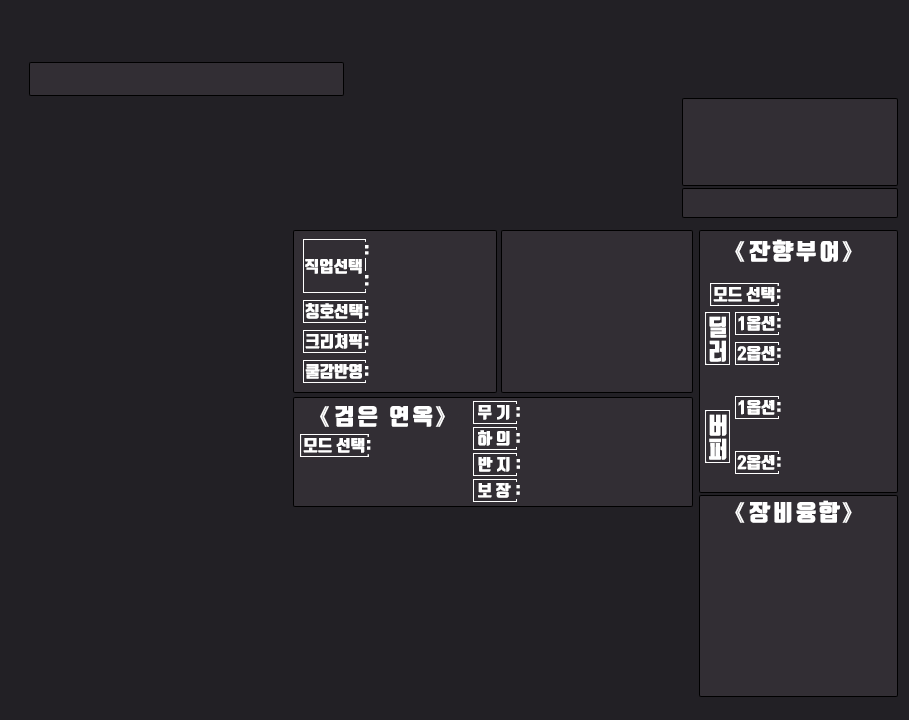 직업선택 :
:
칭호선택 :
크리쳐픽 :
쿨감반영 :
《 검은 연옥 》
모드 선택 :
무 기 :
하 의 :
반 지 :
보 장 :
《 잔향부여 》
모드 선택 :
딜러
1옵션 :
2옵션 :
버퍼
1옵션 :
2옵션 :
《 장비융합 》